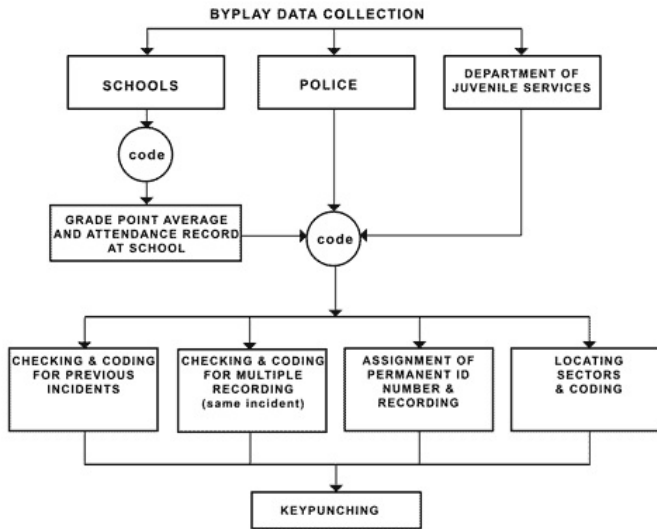 BYPLAY DATA COLLECTION
SCHOOLS
POLICE
DEPARTMENT OF
JUVENILE SERVICES
code
GRADE POINT AVERAGE
AND ATTENDANCE RECORD
AT SCHOOL
code
CHECKING & CODING
FOR PREVIOUS
INCIDENTS
CHECKING & CODING
FOR MULTIPLE
RECORDING
(same incident)
ASSIGNMENT OF
PERMANENT ID
NUMBER &
RECORDING
LOCATING
SECTORS
& CODING
KEYPUNCHING